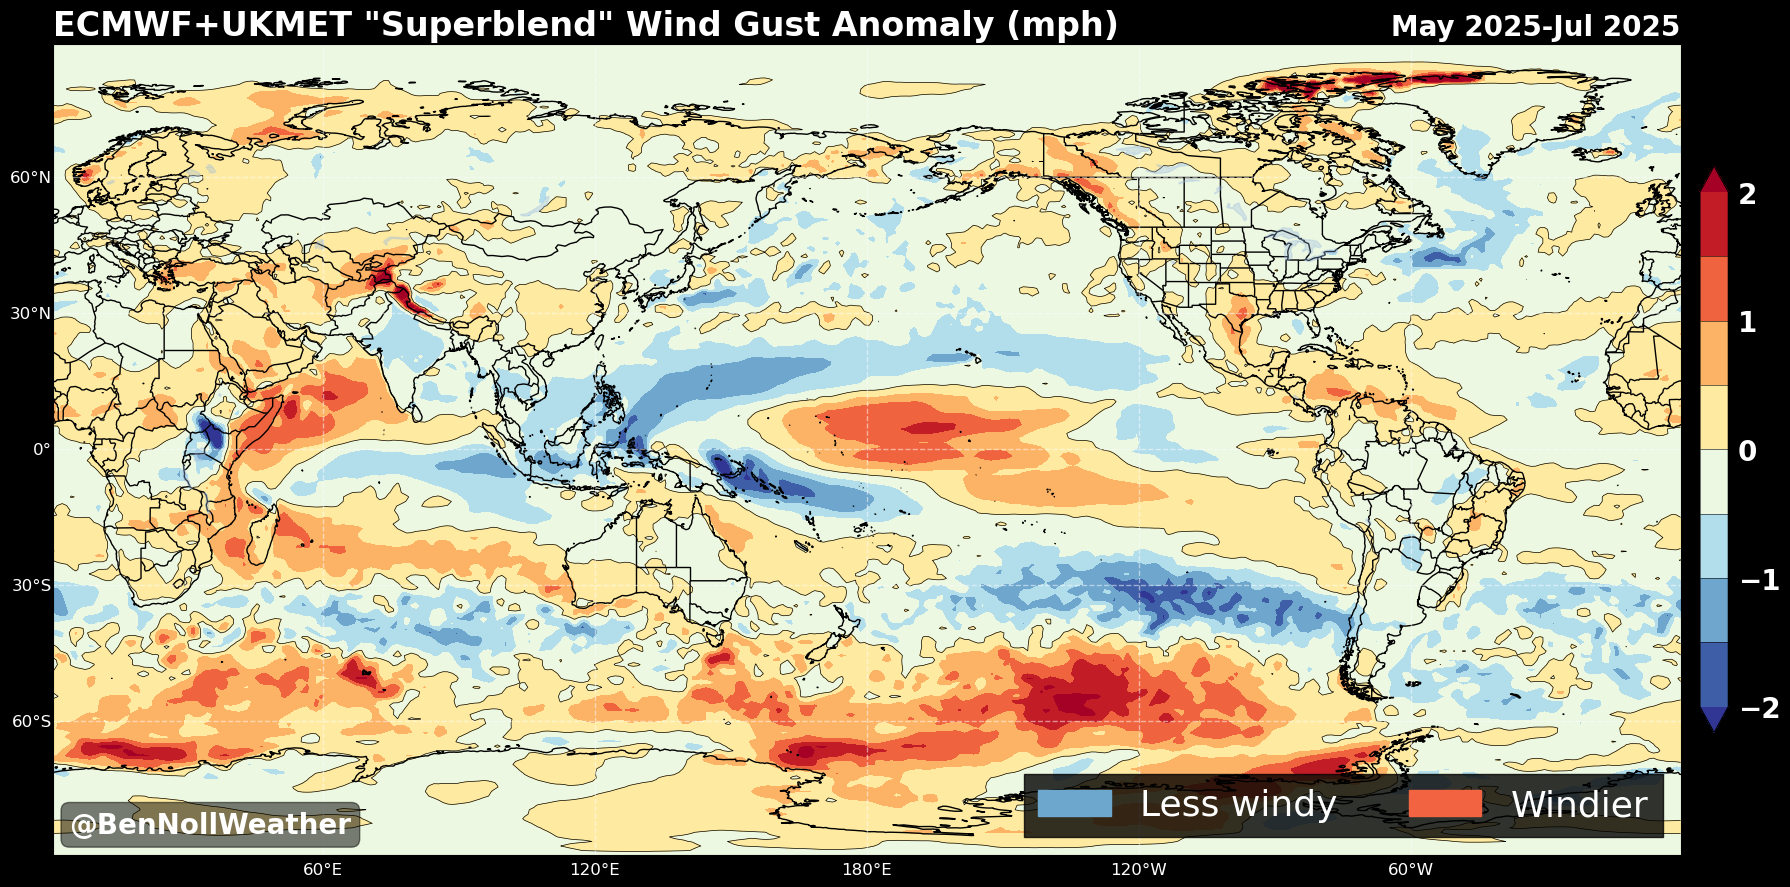 ECMWF+UKMET "Superblend" Wind Gust Anomaly (mph)
May 2025-Jul 2025
60°N
30°N
0°
30°S
60°S
60°E
120°E
180°E
120°W
60°W
2
1
0
−1
−2
Less windy
Windier
@BenNollWeather